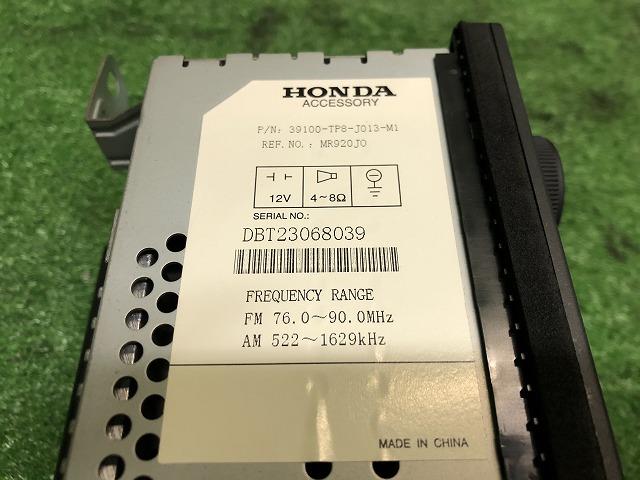 HONDA
ACCESSORY
P/N: 39100-TP8-J013-M1
REF.NO.: MR920J0
12V 4~8Ω
SERIAL NO.:
DBT23068039
FREQUENCY RANGE
FM 76.0~90.0MHz
AM 522~1629kHz
MADE IN CHINA